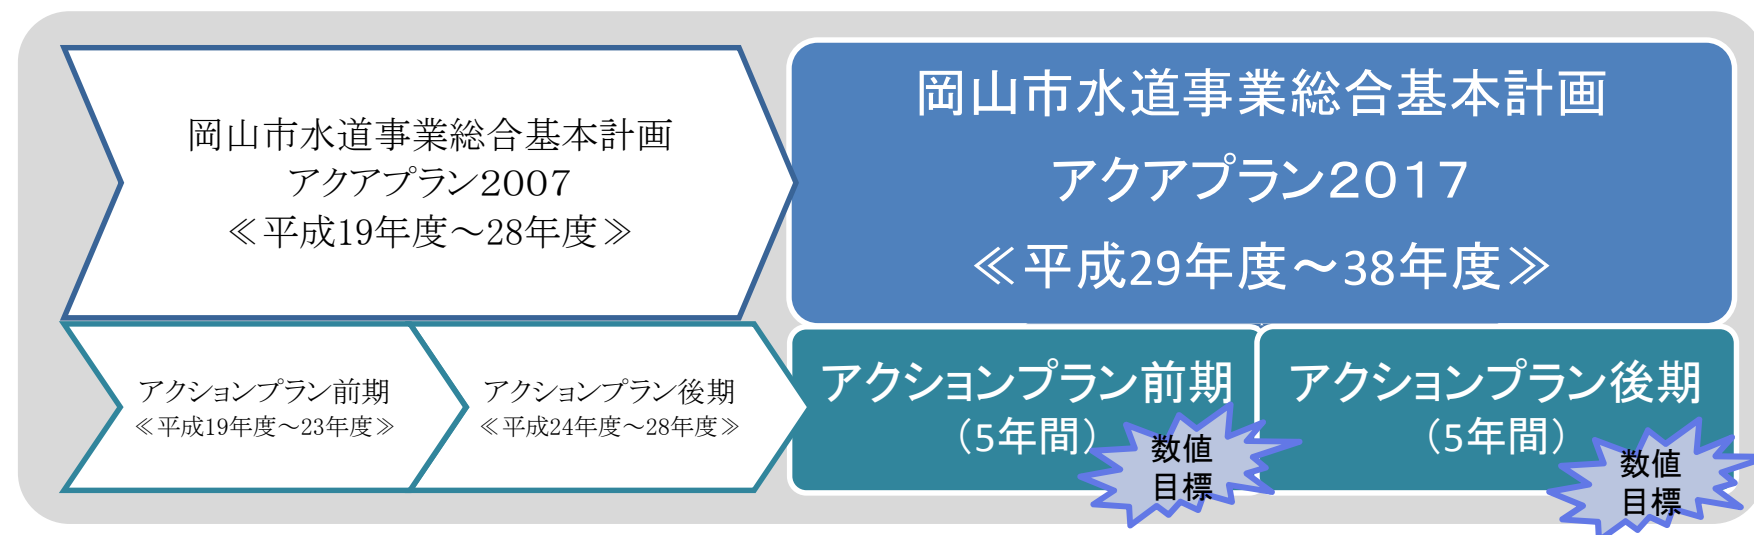 岡山市水道事業総合基本計画
アクアプラン2007
≪平成19年度～28年度≫
岡山市水道事業総合基本計画
アクアプラン２０１７
≪平成29年度～38年度≫
アクションプラン前期
≪平成19年度～23年度≫
アクションプラン後期
≪平成24年度～28年度≫
アクションプラン前期
（5年間）
数値
目標
アクションプラン後期
（5年間）
数値
目標